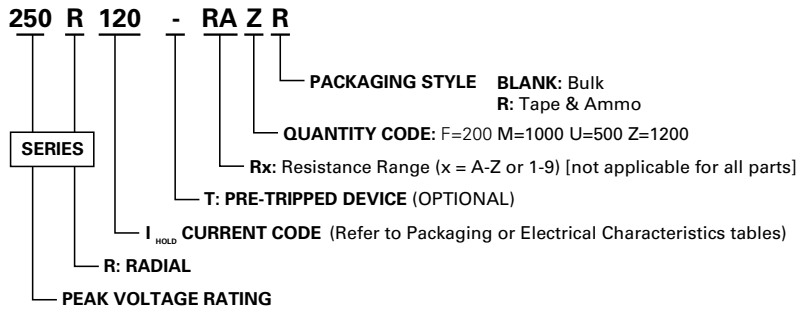 250 R 120 - RA Z R
PACKAGING STYLE BLANK: Bulk
R: Tape & Ammo
QUANTITY CODE: F=200 M=1000 U=500 Z=1200
SERIES
Rx: Resistance Range (x = A-Z or 1-9) [not applicable for all parts]
T: PRE-TRIPPED DEVICE (OPTIONAL)
I HOLD CURRENT CODE (Refer to Packaging or Electrical Characteristics tables)
R: RADIAL
PEAK VOLTAGE RATING